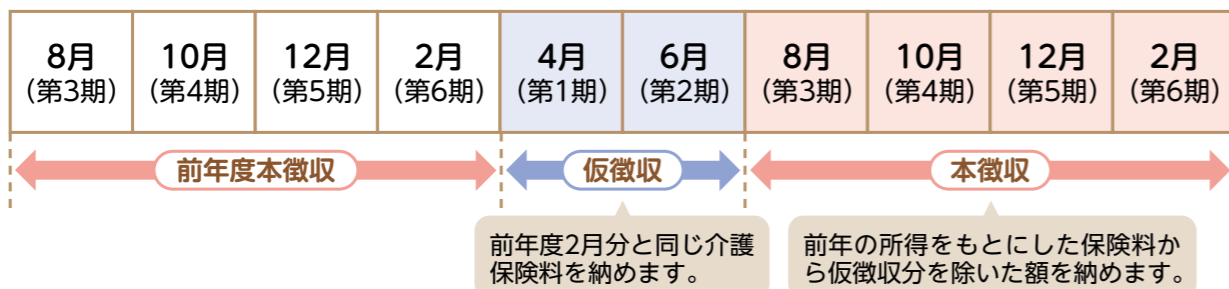 8月 10月 12月 2月 4月 6月 8月 10月 12月 2月
(第3期) (第4期) (第5期) (第6期) (第1期) (第2期) (第3期) (第4期) (第5期) (第6期)
前年度本徴収 仮徴収 本徴収
前年度2月分と同じ介護
保険料を納めます。
前年の所得をもとにした保険料か
ら仮徴収分を除いた額を納めます。